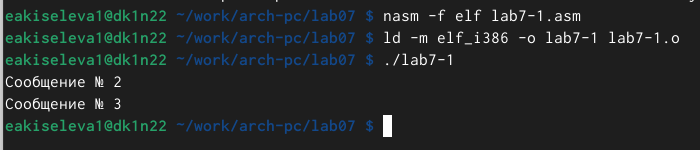 eakiseleva1@dk1n22 ~/work/arch-pc/lab07 $ nasm -f elf lab7-1.asm
eakiseleva1@dk1n22 ~/work/arch-pc/lab07 $ ld -m elf_i386 -o lab7-1 lab7-1.o
eakiseleva1@dk1n22 ~/work/arch-pc/lab07 $ ./lab7-1
Сообщение № 2
Сообщение № 3
eakiseleva1@dk1n22 ~/work/arch-pc/lab07 $